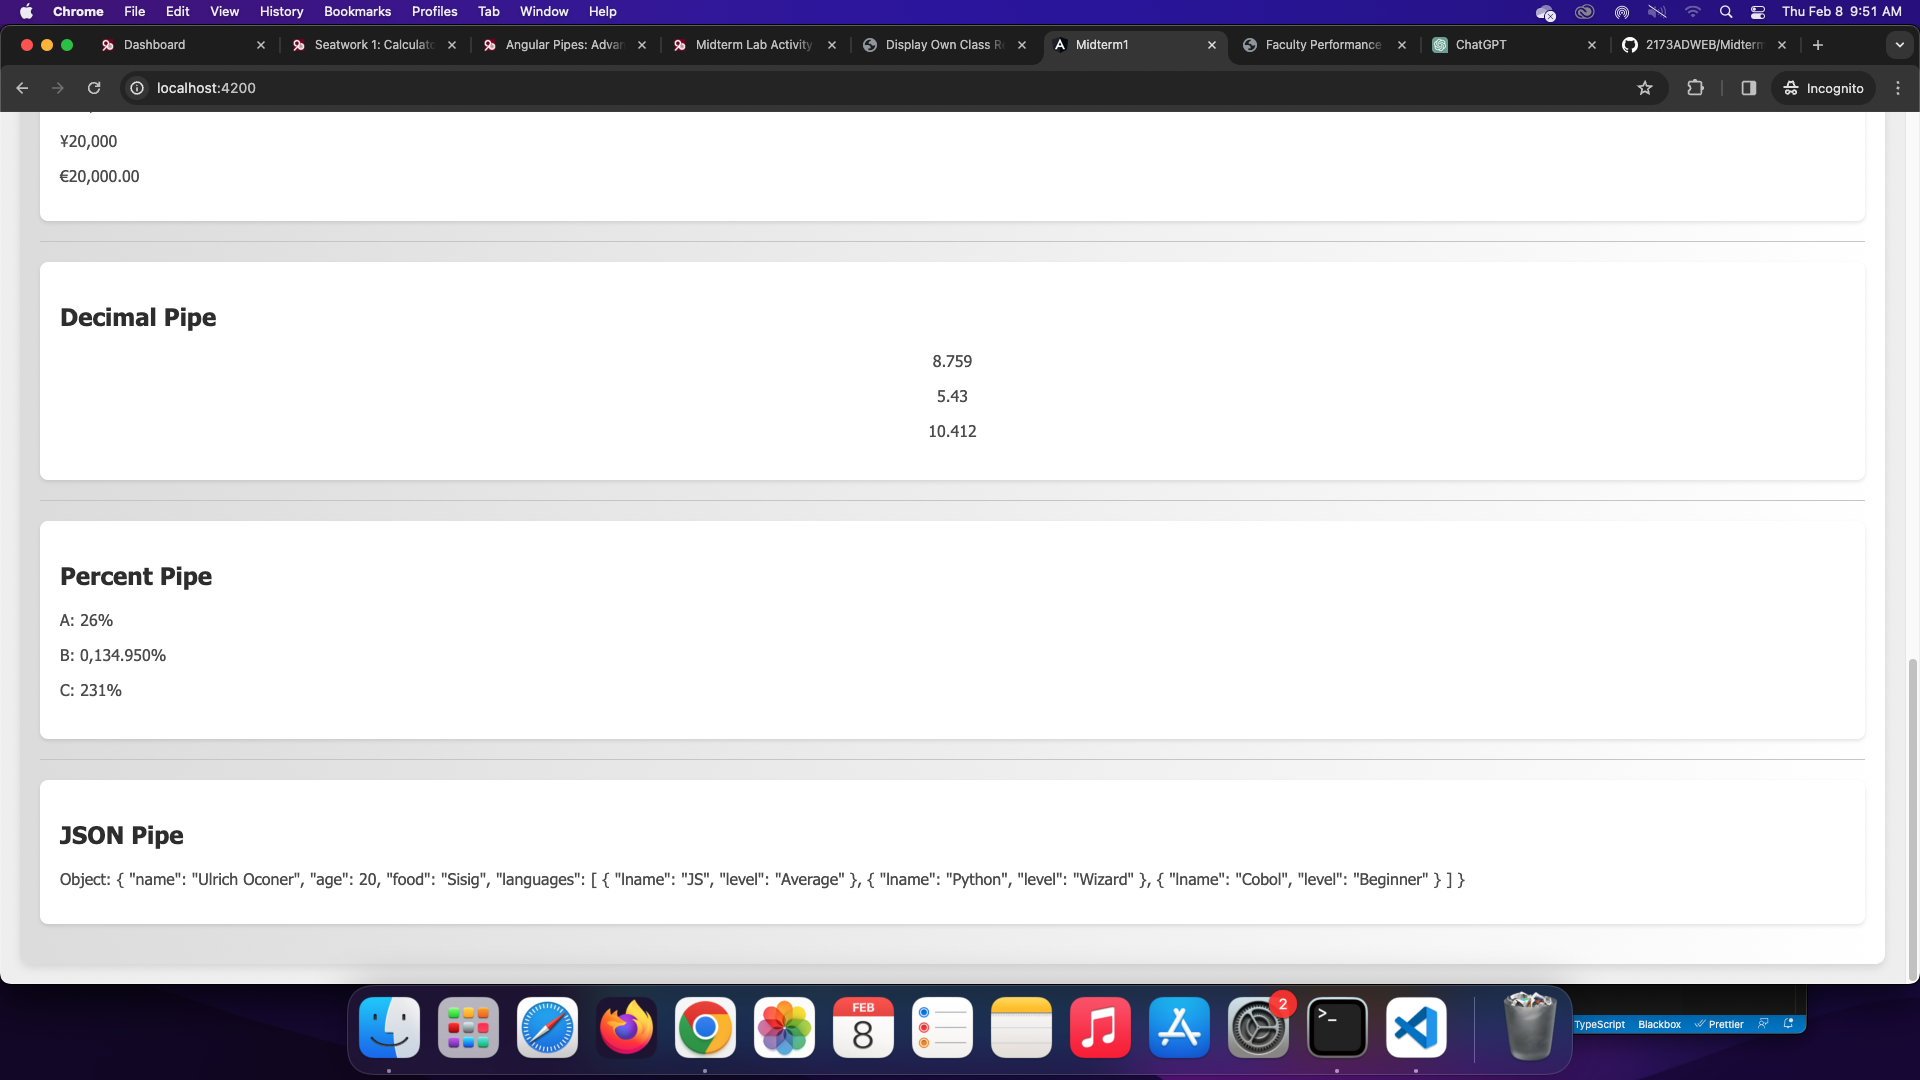 Chrome File Edit View History Bookmarks Profiles Tab Window Help Thu Feb 8 9:51 AM
Dashboard Seatwork 1: Calculato Angular Pipes: Advan Midterm Lab Activity Display Own Class Re Midterm1 Faculty Performance ChatGPT 2173ADWEB/Midterm
localhost:4200 Incognito
¥20,000
€20,000.00
Decimal Pipe
8.759
5.43
10.412
Percent Pipe
A: 26%
B: 0,134.950%
C: 231%
JSON Pipe
Object: { "name": "Ulrich Oconer", "age": 20, "food": "Sisig", "languages": [ { "lname": "JS", "level": "Average" }, { "lname": "Python", "level": "Wizard" }, { "lname": "Cobol", "level": "Beginner" } ] }
FEB
8
2
>_
TypeScript Blackbox Prettier